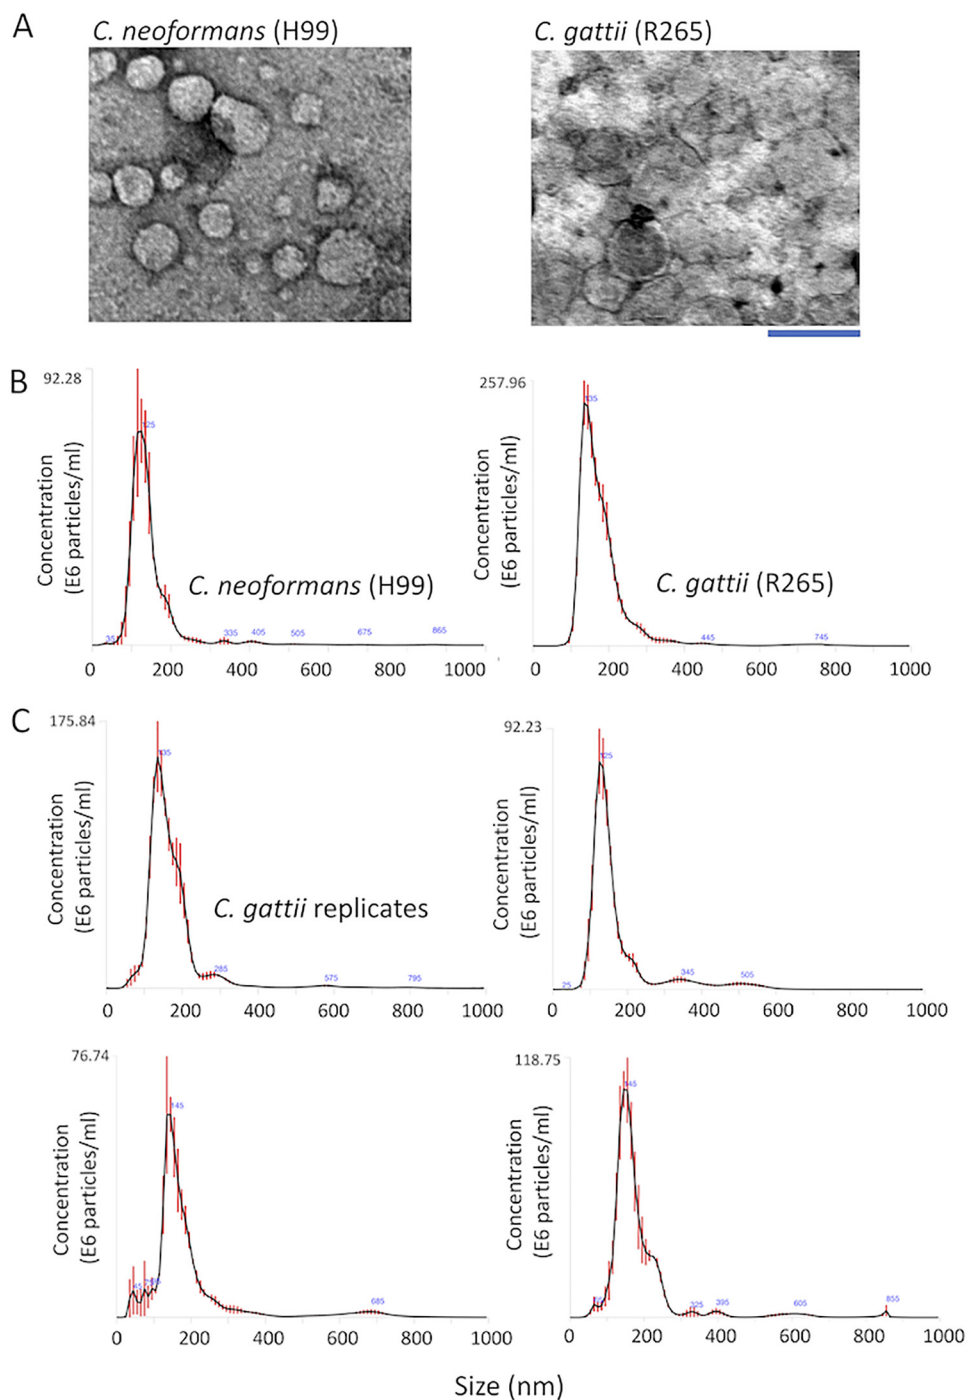 A
C. neoformans (H99)
C. gattii (R265)
B
92.28
Concentration
(E6 particles/ml)
125
35
335
405
505
675
865
C. neoformans (H99)
0 200 400 600 800 1000
257.96
Concentration
(E6 particles/ml)
135
445
745
C. gattii (R265)
0 200 400 600 800 1000
C
175.84
Concentration
(E6 particles/ml)
135
285
575
795
C. gattii replicates
0 200 400 600 800 1000
92.23
Concentration
(E6 particles/ml)
125
25
345
505
0 200 400 600 800 1000
76.74
Concentration
(E6 particles/ml)
145
45
685
0 200 400 600 800 1000
118.75
Concentration
(E6 particles/ml)
145
325
395
605
855
0 200 400 600 800 1000
Size (nm)